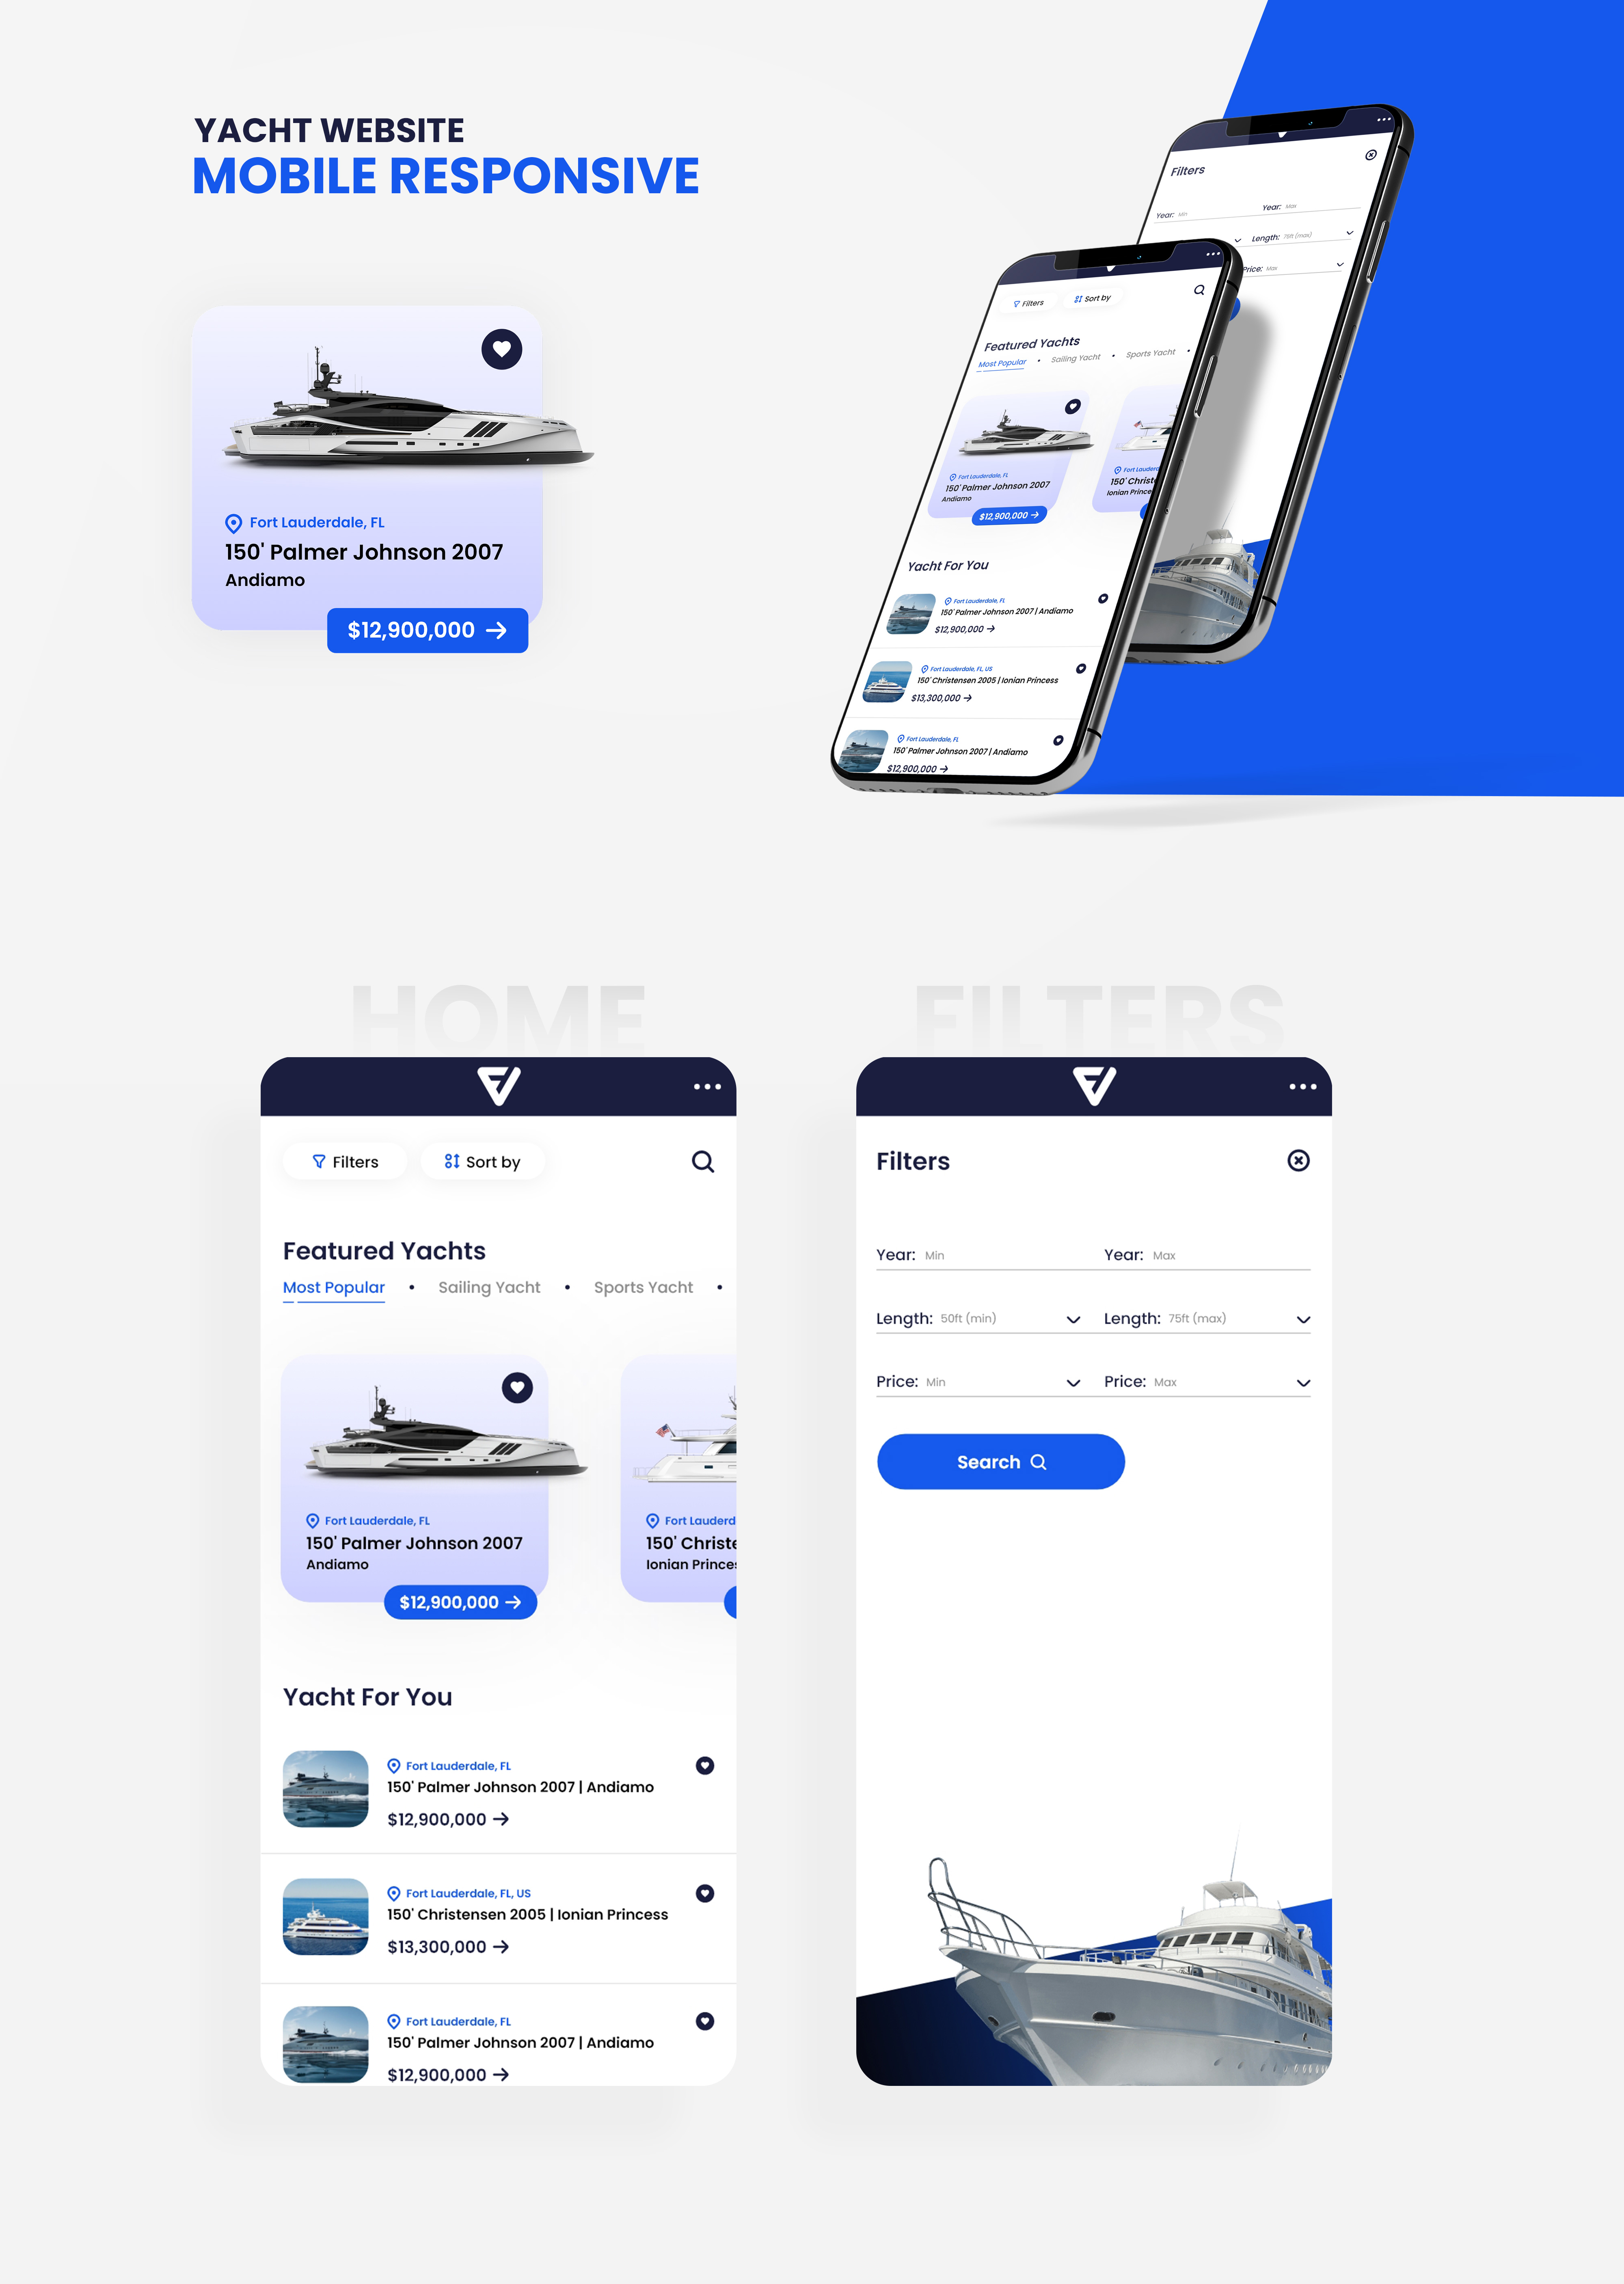 YACHT WEBSITE
MOBILE RESPONSIVE
Fort Lauderdale, FL
150' Palmer Johnson 2007
Andiamo
$12,900,000
Filters
Year: Min
Year: Max
Length: 75ft (max)
Price: Max
Filters
Sort by
Featured Yachts
Most Popular • Sailing Yacht • Sports Yacht •
Fort Lauderdale, FL
150' Palmer Johnson 2007
Andiamo
$12,900,000
Fort Lauderd
150' Christe
Ionian Prince
Yacht For You
Fort Lauderdale, FL
150' Palmer Johnson 2007 | Andiamo
$12,900,000
Fort Lauderdale, FL, US
150' Christensen 2005 | Ionian Princess
$13,300,000
Fort Lauderdale, FL
150' Palmer Johnson 2007 | Andiamo
$12,900,000
HOME
Filters
Sort by
Featured Yachts
Most Popular • Sailing Yacht • Sports Yacht •
Fort Lauderdale, FL
150' Palmer Johnson 2007
Andiamo
$12,900,000
Fort Lauderd
150' Christe
Ionian Princes
Yacht For You
Fort Lauderdale, FL
150' Palmer Johnson 2007 | Andiamo
$12,900,000
Fort Lauderdale, FL, US
150' Christensen 2005 | Ionian Princess
$13,300,000
Fort Lauderdale, FL
150' Palmer Johnson 2007 | Andiamo
$12,900,000
FILTERS
Filters
Year: Min
Year: Max
Length: 50ft (min)
Length: 75ft (max)
Price: Min
Price: Max
Search